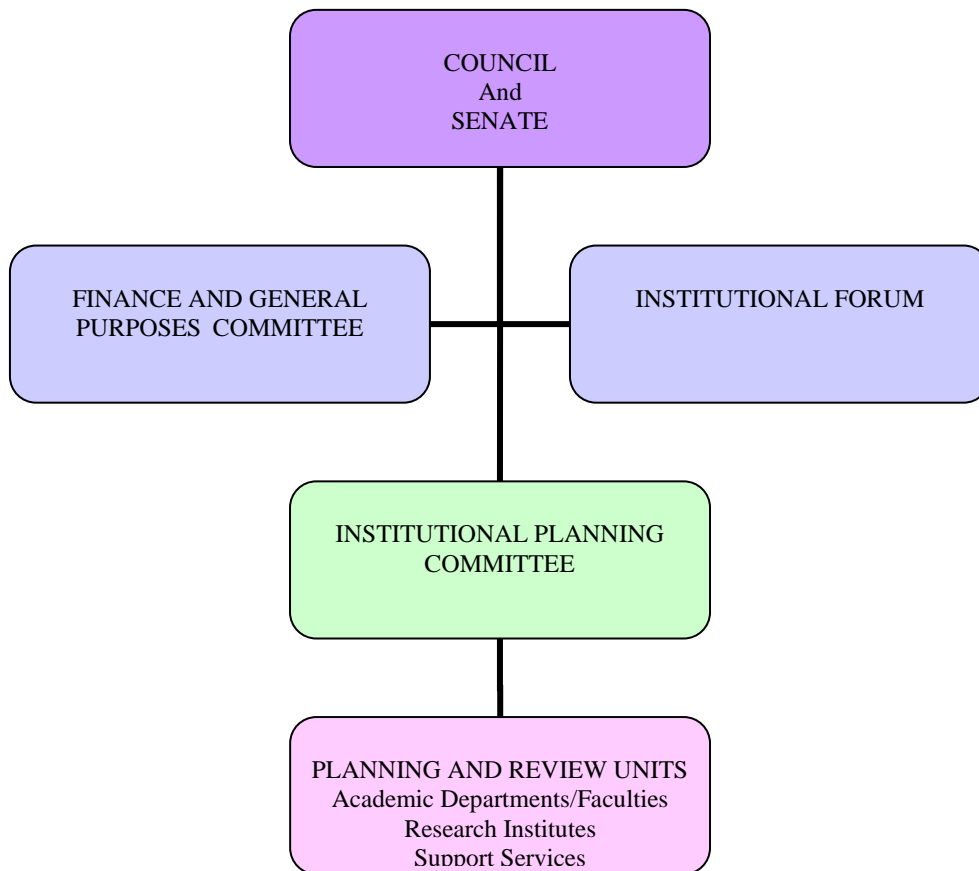 COUNCIL
And
SENATE
FINANCE AND GENERAL
PURPOSES COMMITTEE
INSTITUTIONAL FORUM
INSTITUTIONAL PLANNING
COMMITTEE
PLANNING AND REVIEW UNITS
Academic Departments/Faculties
Research Institutes
Support Services